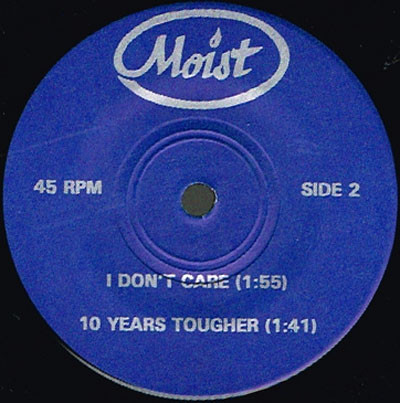 Moist
45 RPM
SIDE 2
I DON'T CARE (1:55)
10 YEARS TOUGHER (1:41)